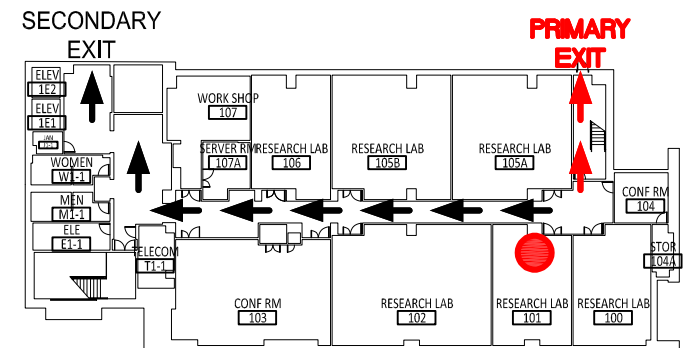 SECONDARY
EXIT
PRIMARY
EXIT
ELEV
1E2
ELEV
1E1
JAN
WOMEN
W1-1
MEN
M1-1
ELE
E1-1
TELECOM
T1-1
WORK SHOP
107
SERVER RM
107A
RESEARCH LAB
106
RESEARCH LAB
105B
RESEARCH LAB
105A
CONF RM
104
STOR
104A
CONF RM
103
RESEARCH LAB
102
RESEARCH LAB
101
RESEARCH LAB
100